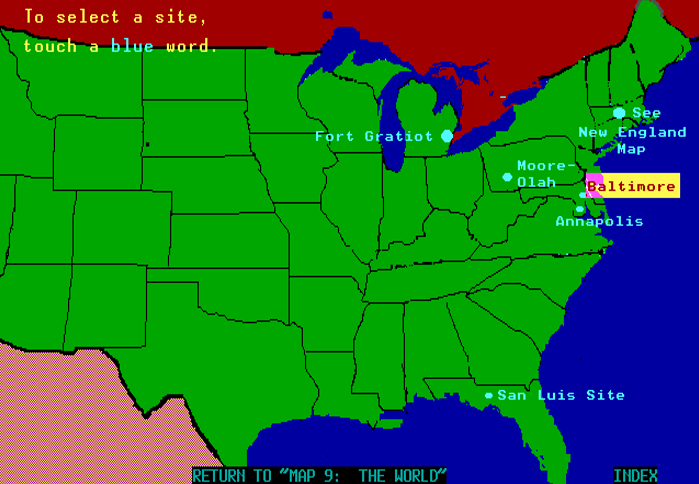 To select a site,
touch a blue word.
Fort Gratiot
See
New England
Map
Moore-
Olah
Baltimore
Annapolis
San Luis Site
RETURN TO "MAP 9: THE WORLD"
INDEX